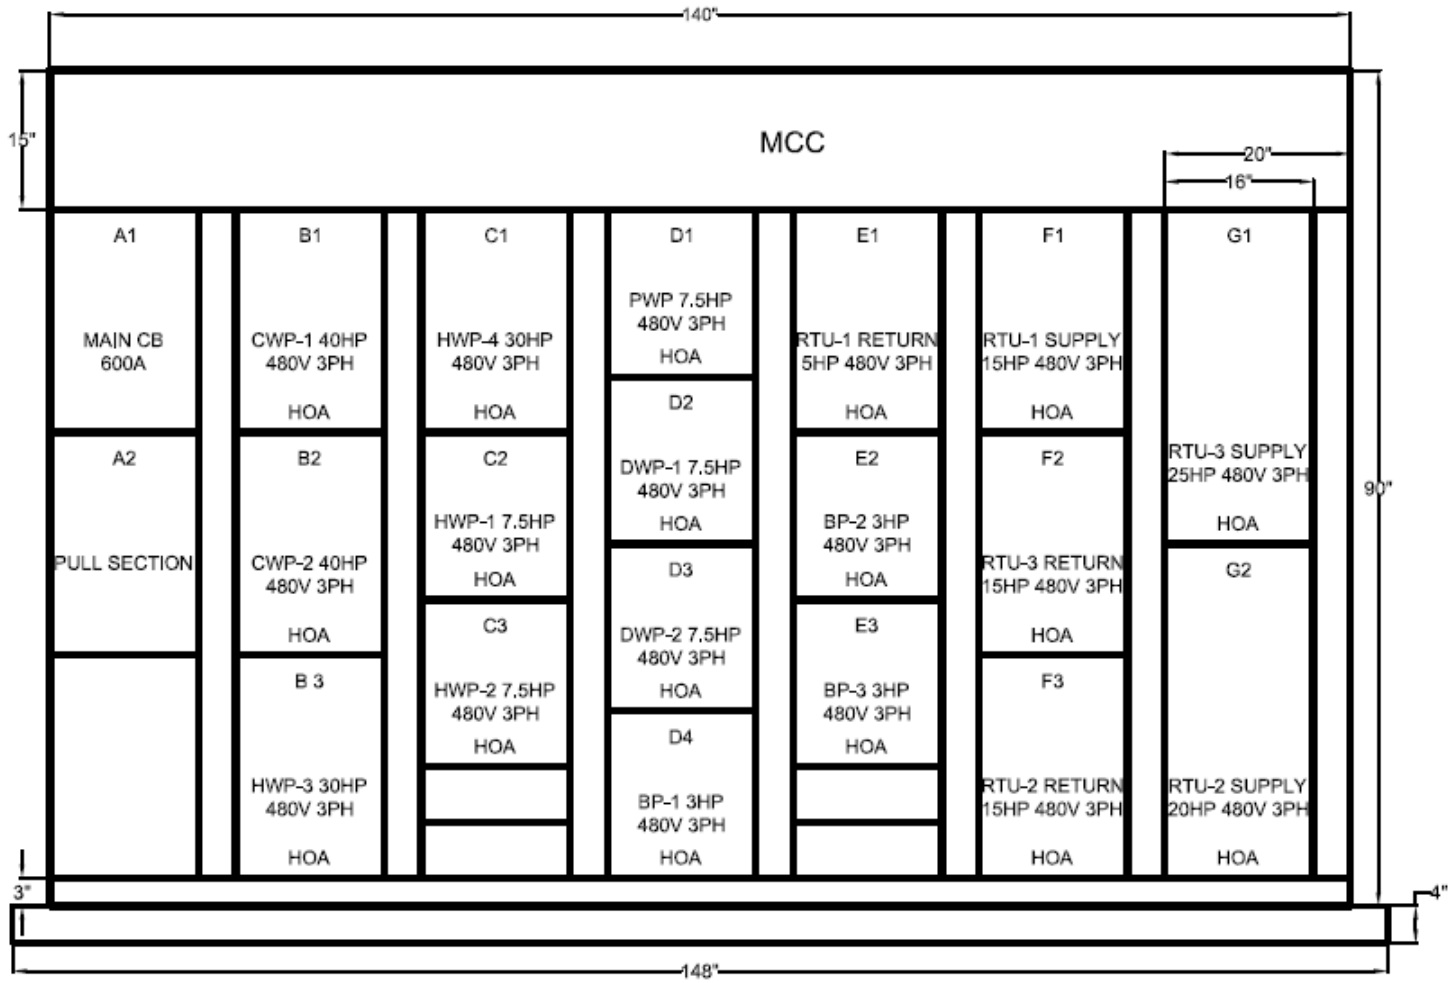 140"
15"
MCC
20"
16"
A1
MAIN CB
600A
A2
PULL SECTION
B1
CWP-1 40HP
480V 3PH
HOA
B2
CWP-2 40HP
480V 3PH
HOA
B 3
HWP-3 30HP
480V 3PH
HOA
C1
HWP-4 30HP
480V 3PH
HOA
C2
HWP-1 7.5HP
480V 3PH
HOA
C3
HWP-2 7.5HP
480V 3PH
HOA
D1
PWP 7.5HP
480V 3PH
HOA
D2
DWP-1 7.5HP
480V 3PH
HOA
D3
DWP-2 7.5HP
480V 3PH
HOA
D4
BP-1 3HP
480V 3PH
HOA
E1
RTU-1 RETURN
5HP 480V 3PH
HOA
E2
BP-2 3HP
480V 3PH
HOA
E3
BP-3 3HP
480V 3PH
HOA
F1
RTU-1 SUPPLY
15HP 480V 3PH
HOA
F2
RTU-3 RETURN
15HP 480V 3PH
HOA
F3
RTU-2 RETURN
15HP 480V 3PH
HOA
G1
RTU-3 SUPPLY
25HP 480V 3PH
HOA
G2
RTU-2 SUPPLY
20HP 480V 3PH
HOA
90"
3"
4"
148"